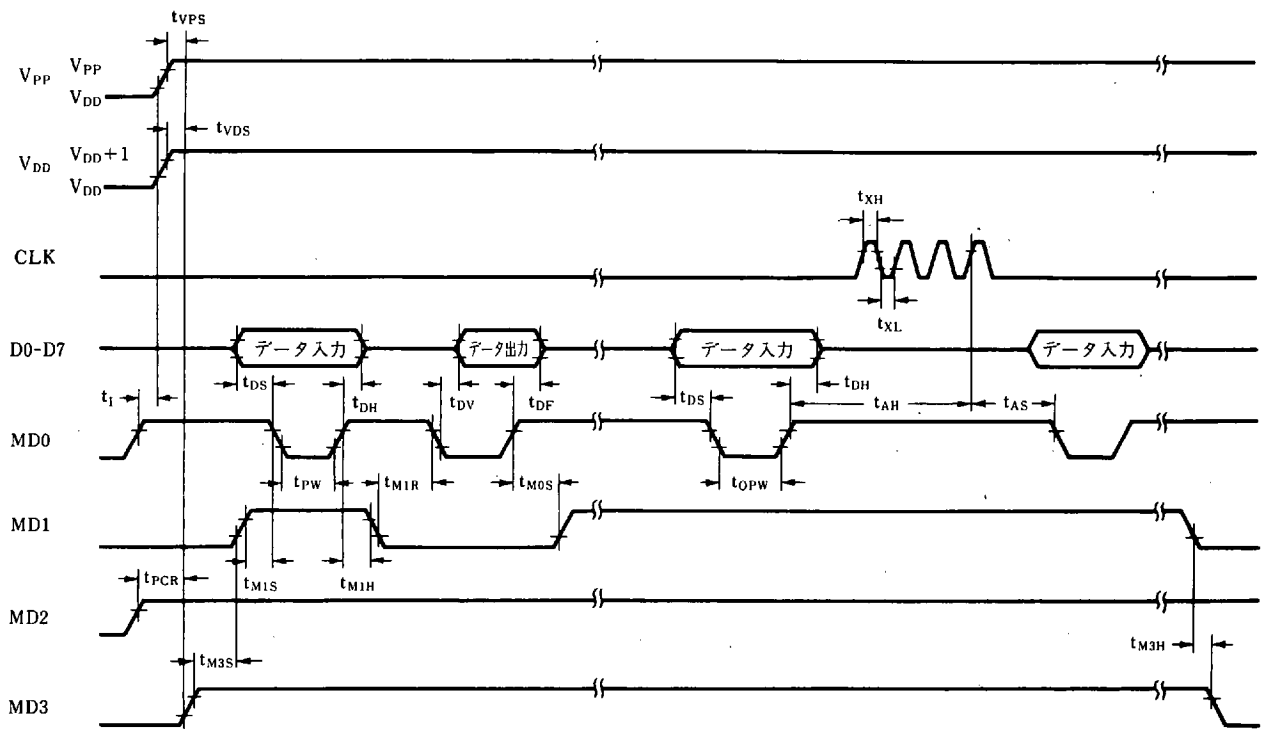 tVPS
VPP VPP
VDD
tVDS
VDD VDD+1
VDD
tXH
CLK
tXL
D0-D7 データ入力 データ出力 データ入力 データ入力
tI tDS tDH tDV tDF tDS tDH
tAH tAS
MD0
tPW tM1R tM0S tOPW
MD1
tPCR tM1S tM1H
MD2
tM3S tM3H
MD3